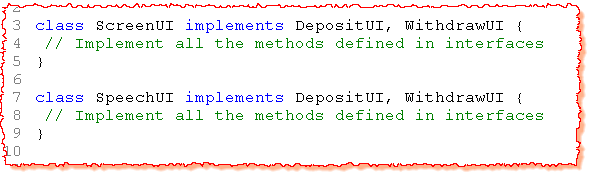 2
3 class ScreenUI implements DepositUI, WithdrawUI {
4  // Implement all the methods defined in interfaces
5 }
6
7 class SpeechUI implements DepositUI, WithdrawUI {
8  // Implement all the methods defined in interfaces
9 }
10